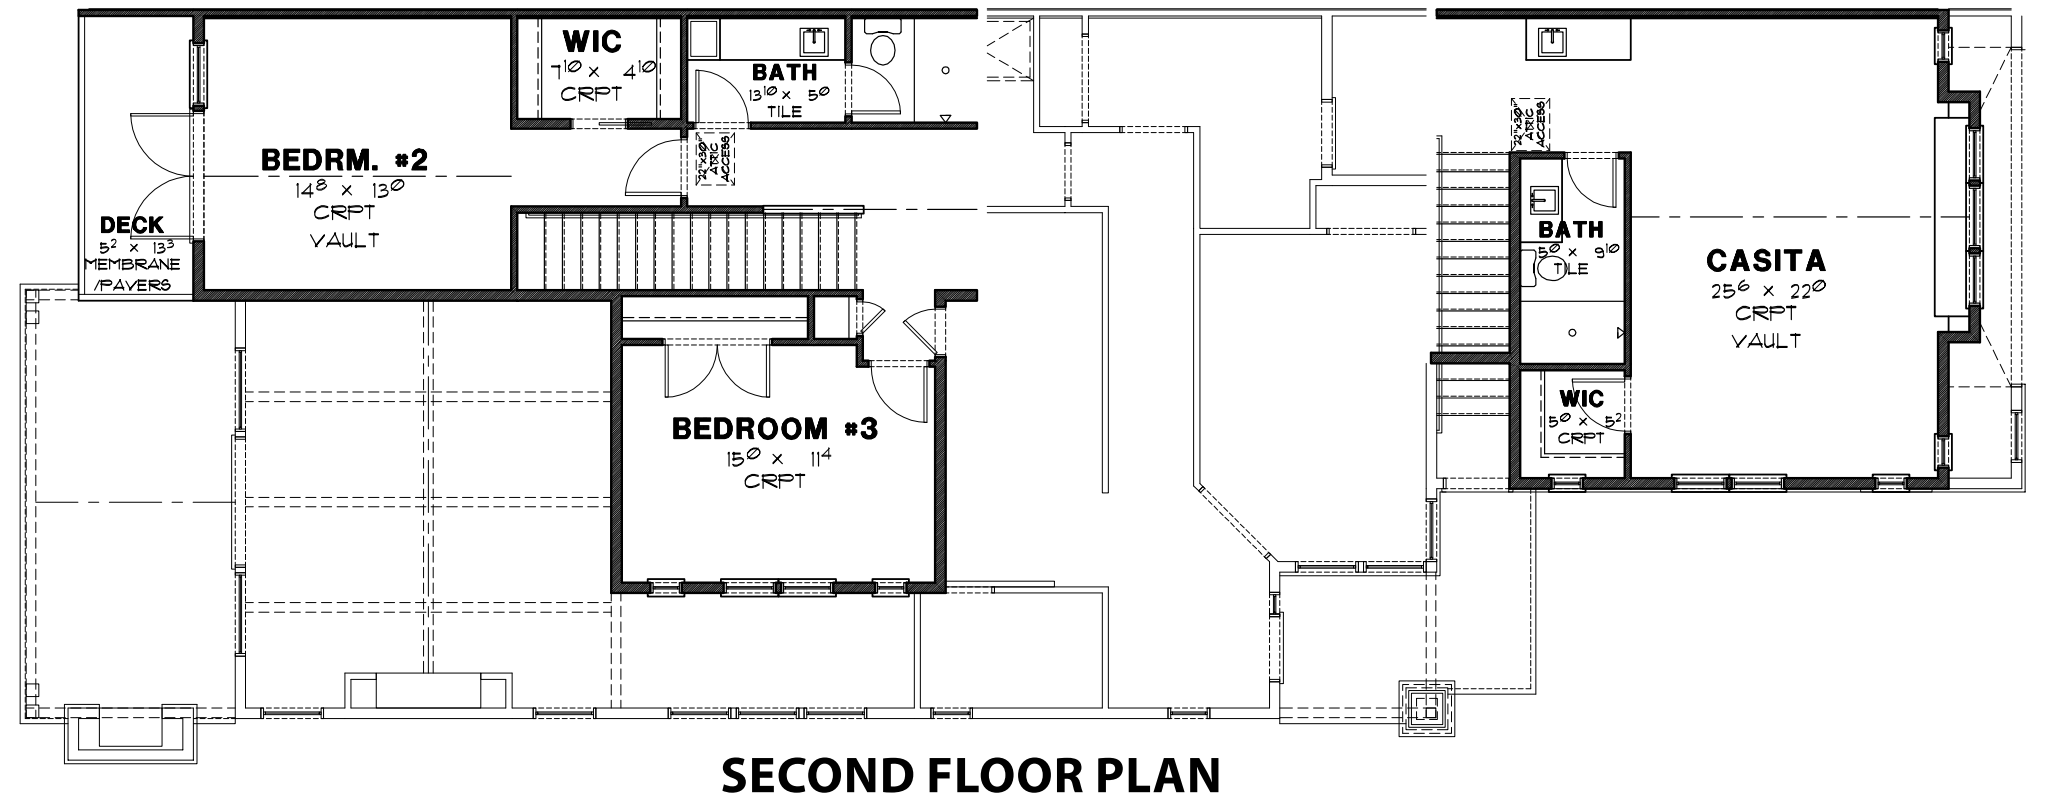 WIC
7¹⁰ x 4¹⁰
CRPT
BATH
13¹⁰ x 5⁰
TILE
BEDRM. #2
14⁸ x 13⁰
CRPT
VAULT
22"x30"
ATTIC
ACCESS
DECK
5² x 13³
MEMBRANE
/PAVERS
BEDROOM #3
15⁰ x 11⁴
CRPT
22"x30"
ATTIC
ACCESS
BATH
5⁰ x 9¹⁰
TILE
CASITA
25⁶ x 22⁰
CRPT
VAULT
WIC
5⁰ x 5²
CRPT
SECOND FLOOR PLAN